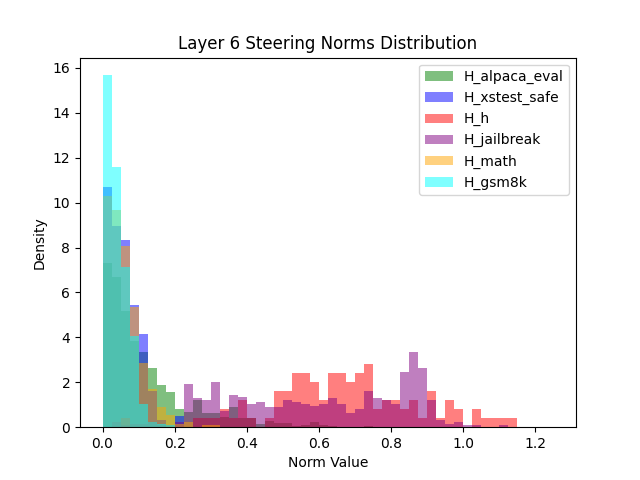 Layer 6 Steering Norms Distribution
H_alpaca_eval
H_xstest_safe
H_h
H_jailbreak
H_math
H_gsm8k
Density
16
14
12
10
8
6
4
2
0
0.0 0.2 0.4 0.6 0.8 1.0 1.2
Norm Value